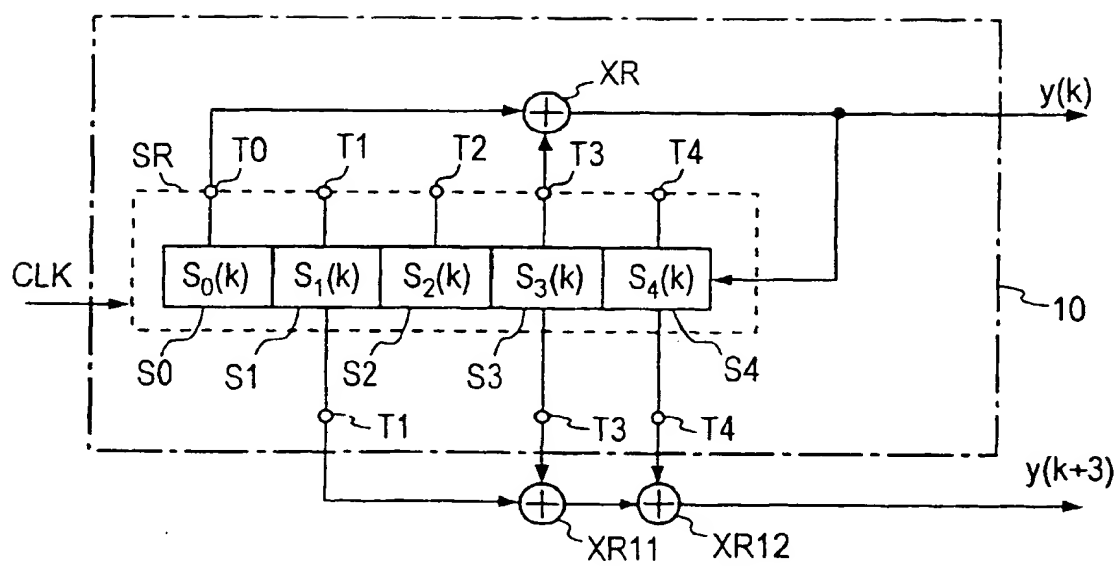 XR
y(k)
SR T0 T1 T2 T3 T4
CLK
S₀(k) S₁(k) S₂(k) S₃(k) S₄(k)
10
S0 S1 S2 S3 S4
T1 T3 T4
y(k+3)
XR11 XR12